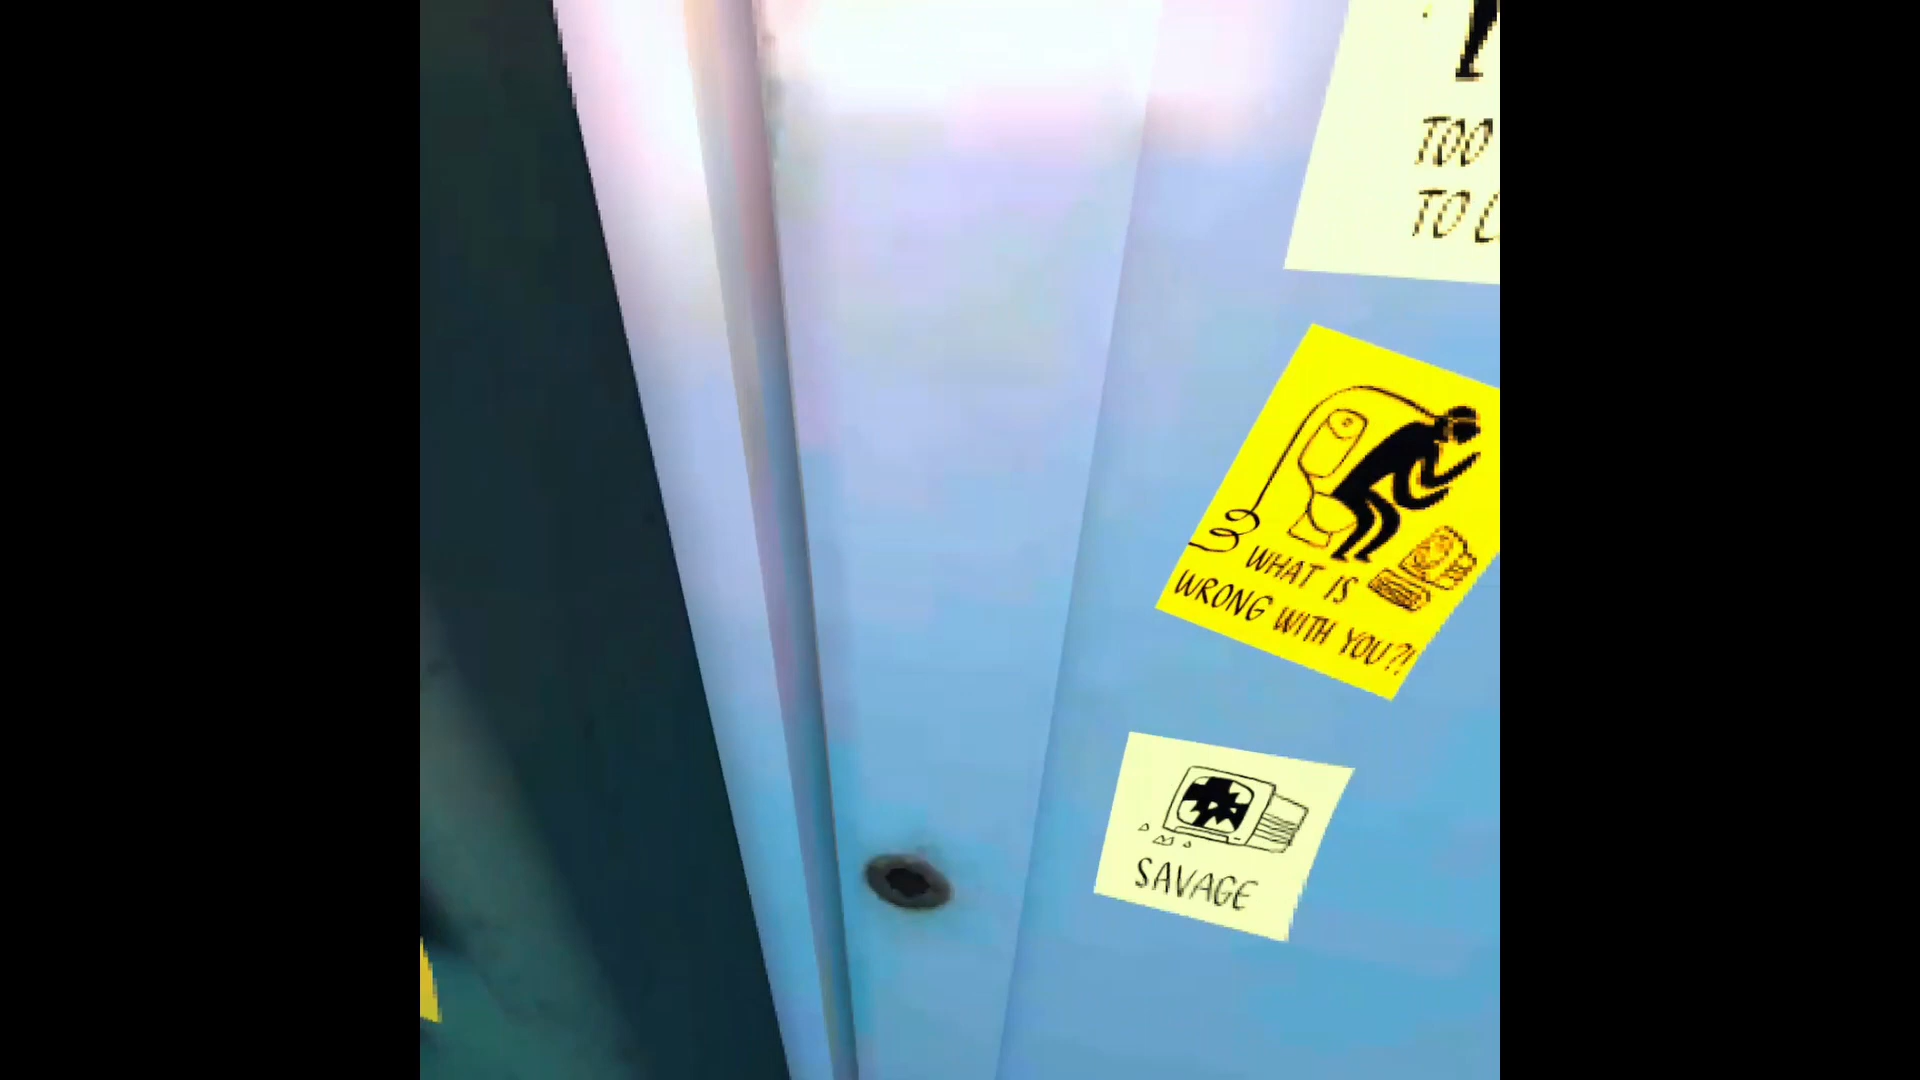 TOO
TO
WHAT IS
WRONG WITH YOU?!
SAVAGE